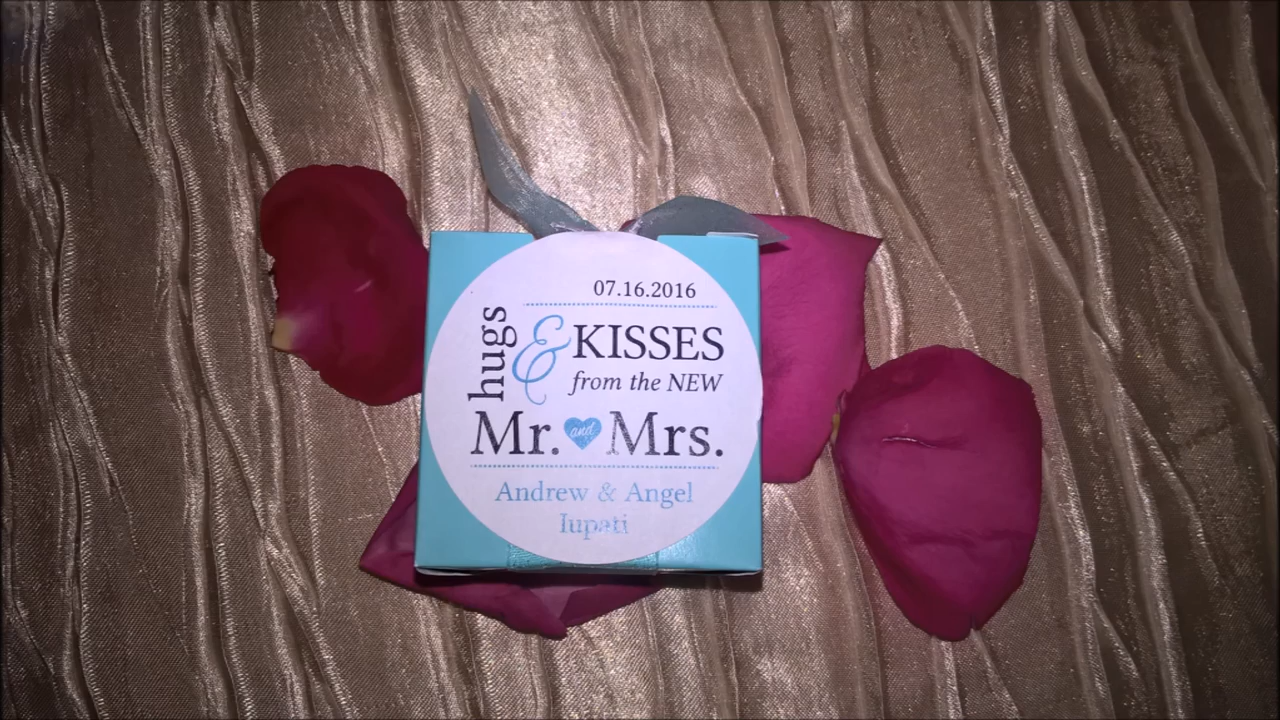 07.16.2016
hugs & KISSES
from the NEW
Mr. and Mrs.
Andrew & Angel
Iupati